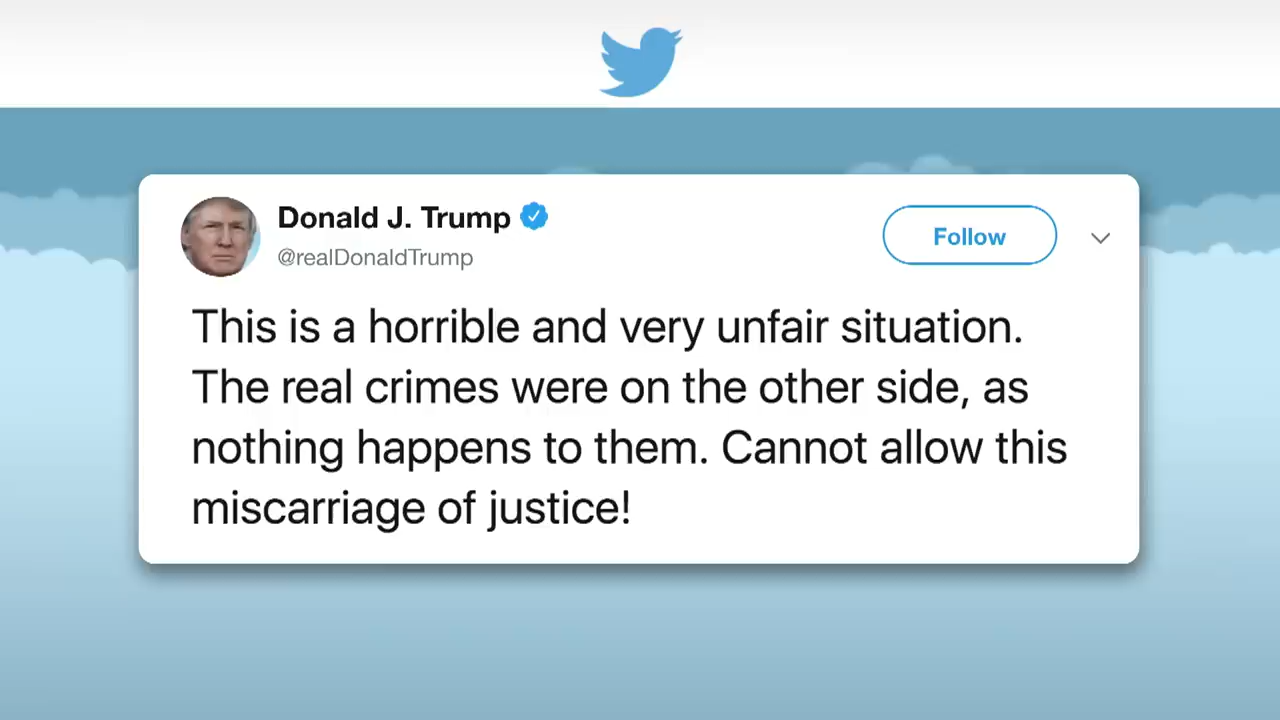 Donald J. Trump
@realDonaldTrump
Follow
This is a horrible and very unfair situation.
The real crimes were on the other side, as
nothing happens to them. Cannot allow this
miscarriage of justice!